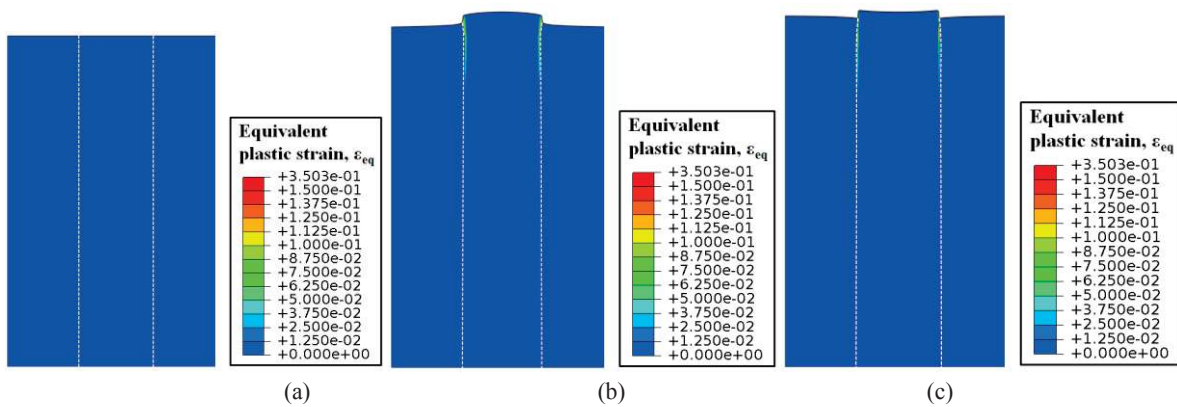 Equivalent
plastic strain, εeq
+3.503e-01
+1.500e-01
+1.375e-01
+1.250e-01
+1.125e-01
+1.000e-01
+8.750e-02
+7.500e-02
+6.250e-02
+5.000e-02
+3.750e-02
+2.500e-02
+1.250e-02
+0.000e+00
(a)
Equivalent
plastic strain, εeq
+3.503e-01
+1.500e-01
+1.375e-01
+1.250e-01
+1.125e-01
+1.000e-01
+8.750e-02
+7.500e-02
+6.250e-02
+5.000e-02
+3.750e-02
+2.500e-02
+1.250e-02
+0.000e+00
(b)
Equivalent
plastic strain, εeq
+3.503e-01
+1.500e-01
+1.375e-01
+1.250e-01
+1.125e-01
+1.000e-01
+8.750e-02
+7.500e-02
+6.250e-02
+5.000e-02
+3.750e-02
+2.500e-02
+1.250e-02
+0.000e+00
(c)